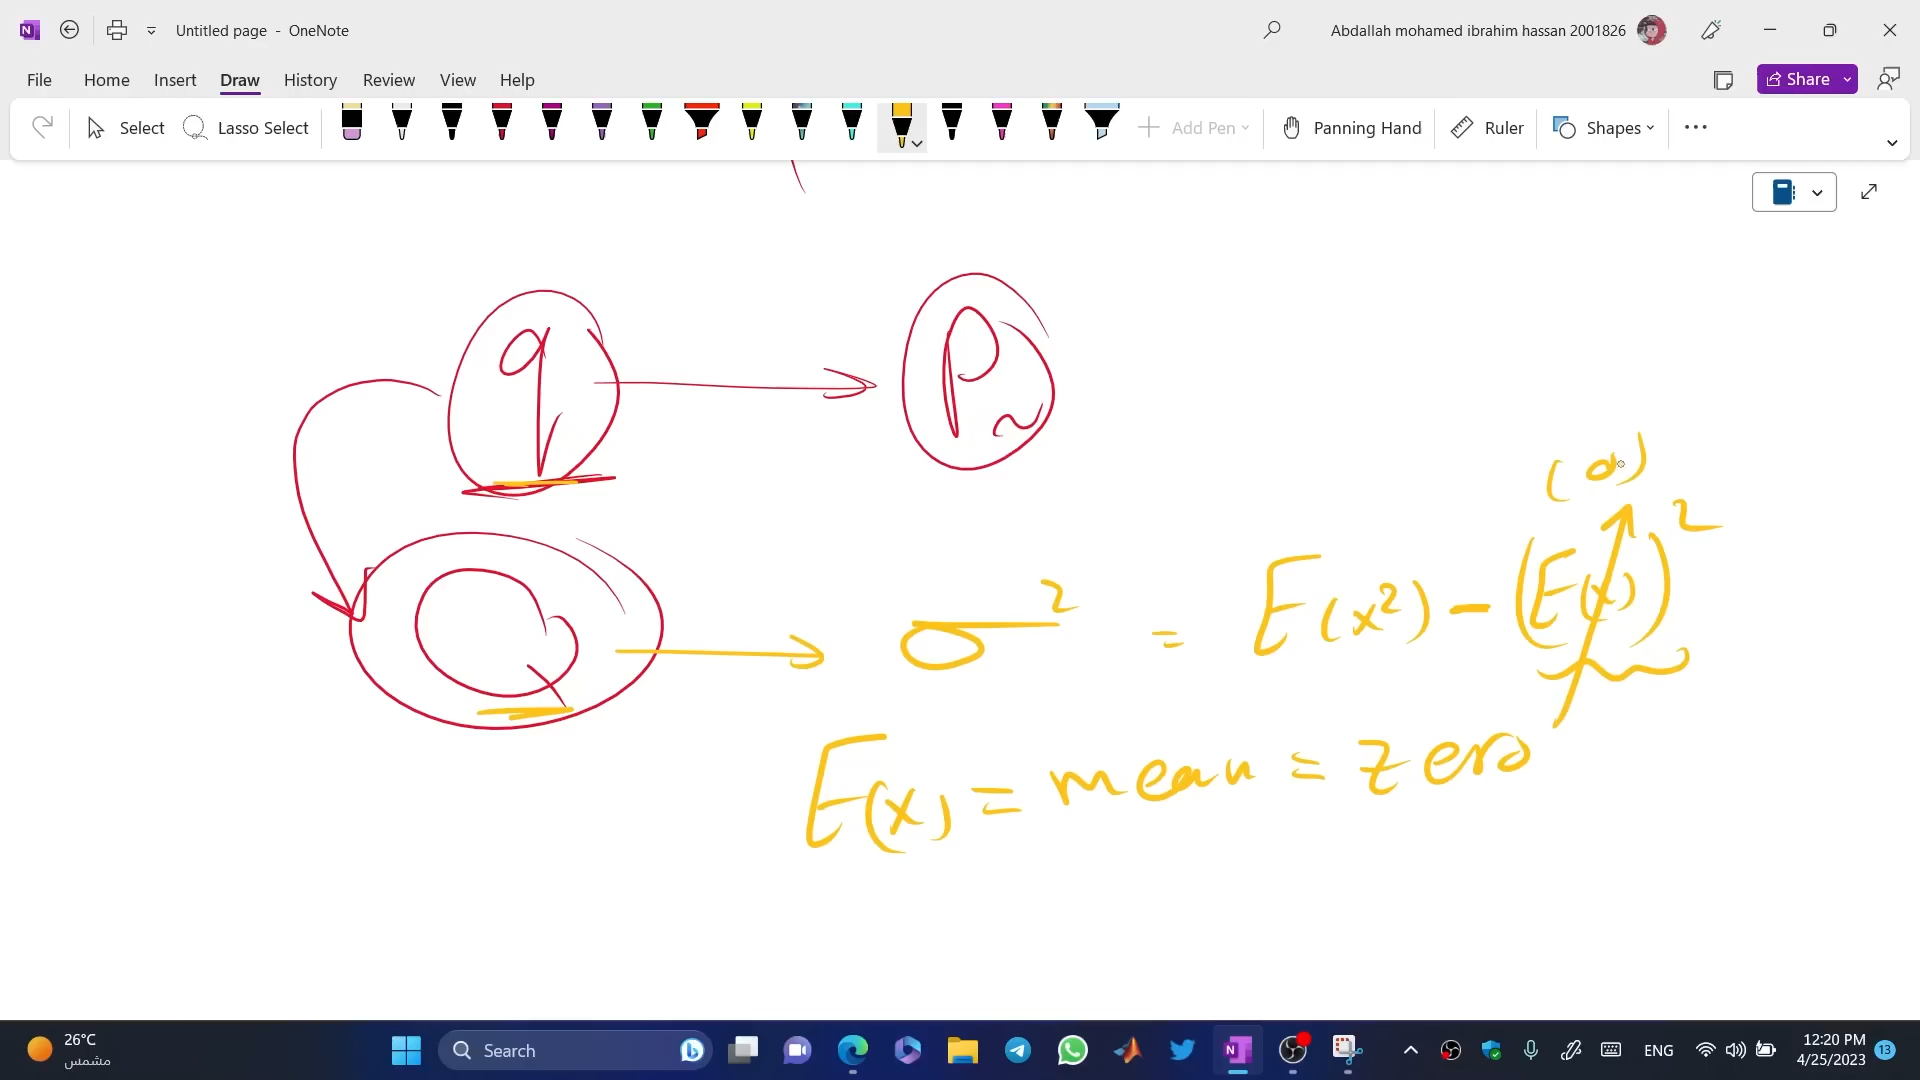 Untitled page - OneNote
Abdallah mohamed ibrahim hassan 2001826
File Home Insert Draw History Review View Help
Share
Select Lasso Select Add Pen Panning Hand Ruler Shapes
q → P~
(0)
Q → σ² = E(x²) - (E(x))²
E(x) = mean = zero
26°C
مشمس
Search
ENG
12:20 PM
4/25/2023
13